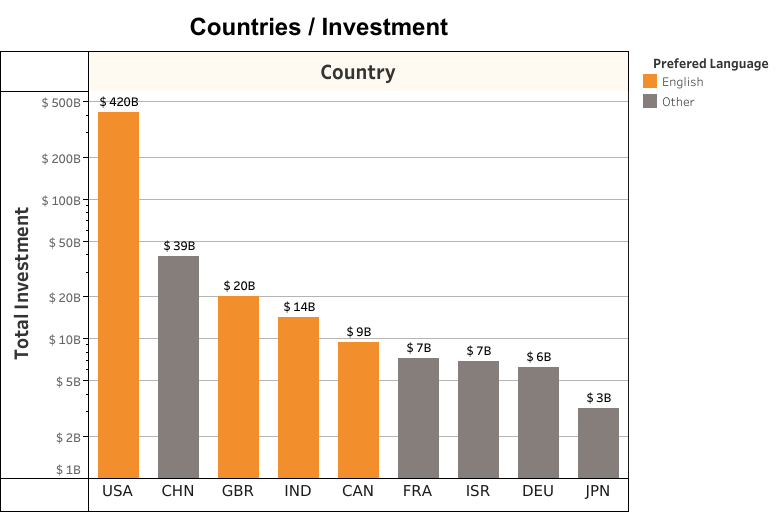 Countries / Investment
Country
Prefered Language
English
Other
Total Investment
$ 500B
$ 200B
$ 100B
$ 50B
$ 20B
$ 10B
$ 5B
$ 2B
$ 1B
$ 420B
$ 39B
$ 20B
$ 14B
$ 9B
$ 7B
$ 7B
$ 6B
$ 3B
USA CHN GBR IND CAN FRA ISR DEU JPN